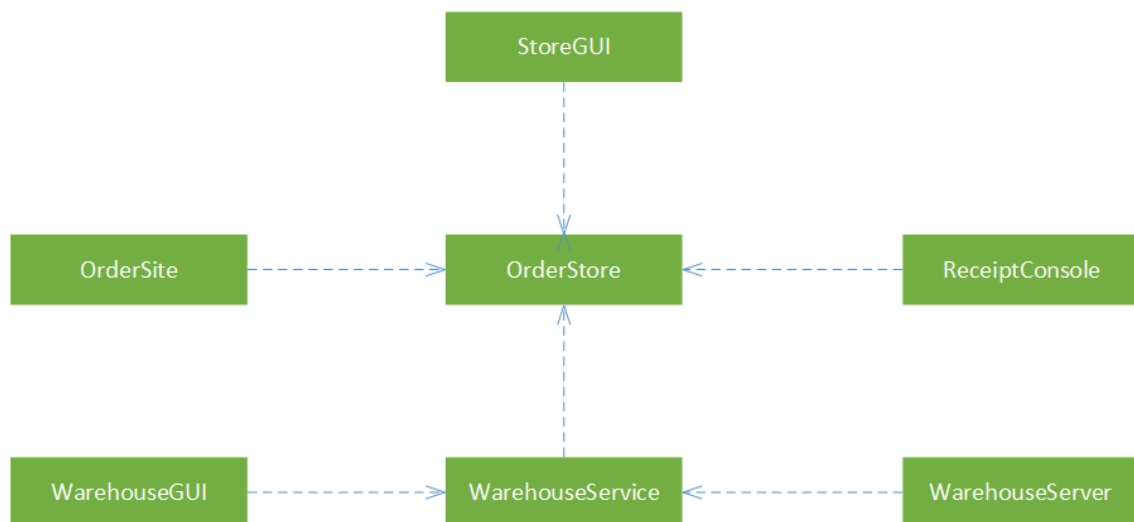 StoreGUI
OrderSite
OrderStore
ReceiptConsole
WarehouseGUI
WarehouseService
WarehouseServer